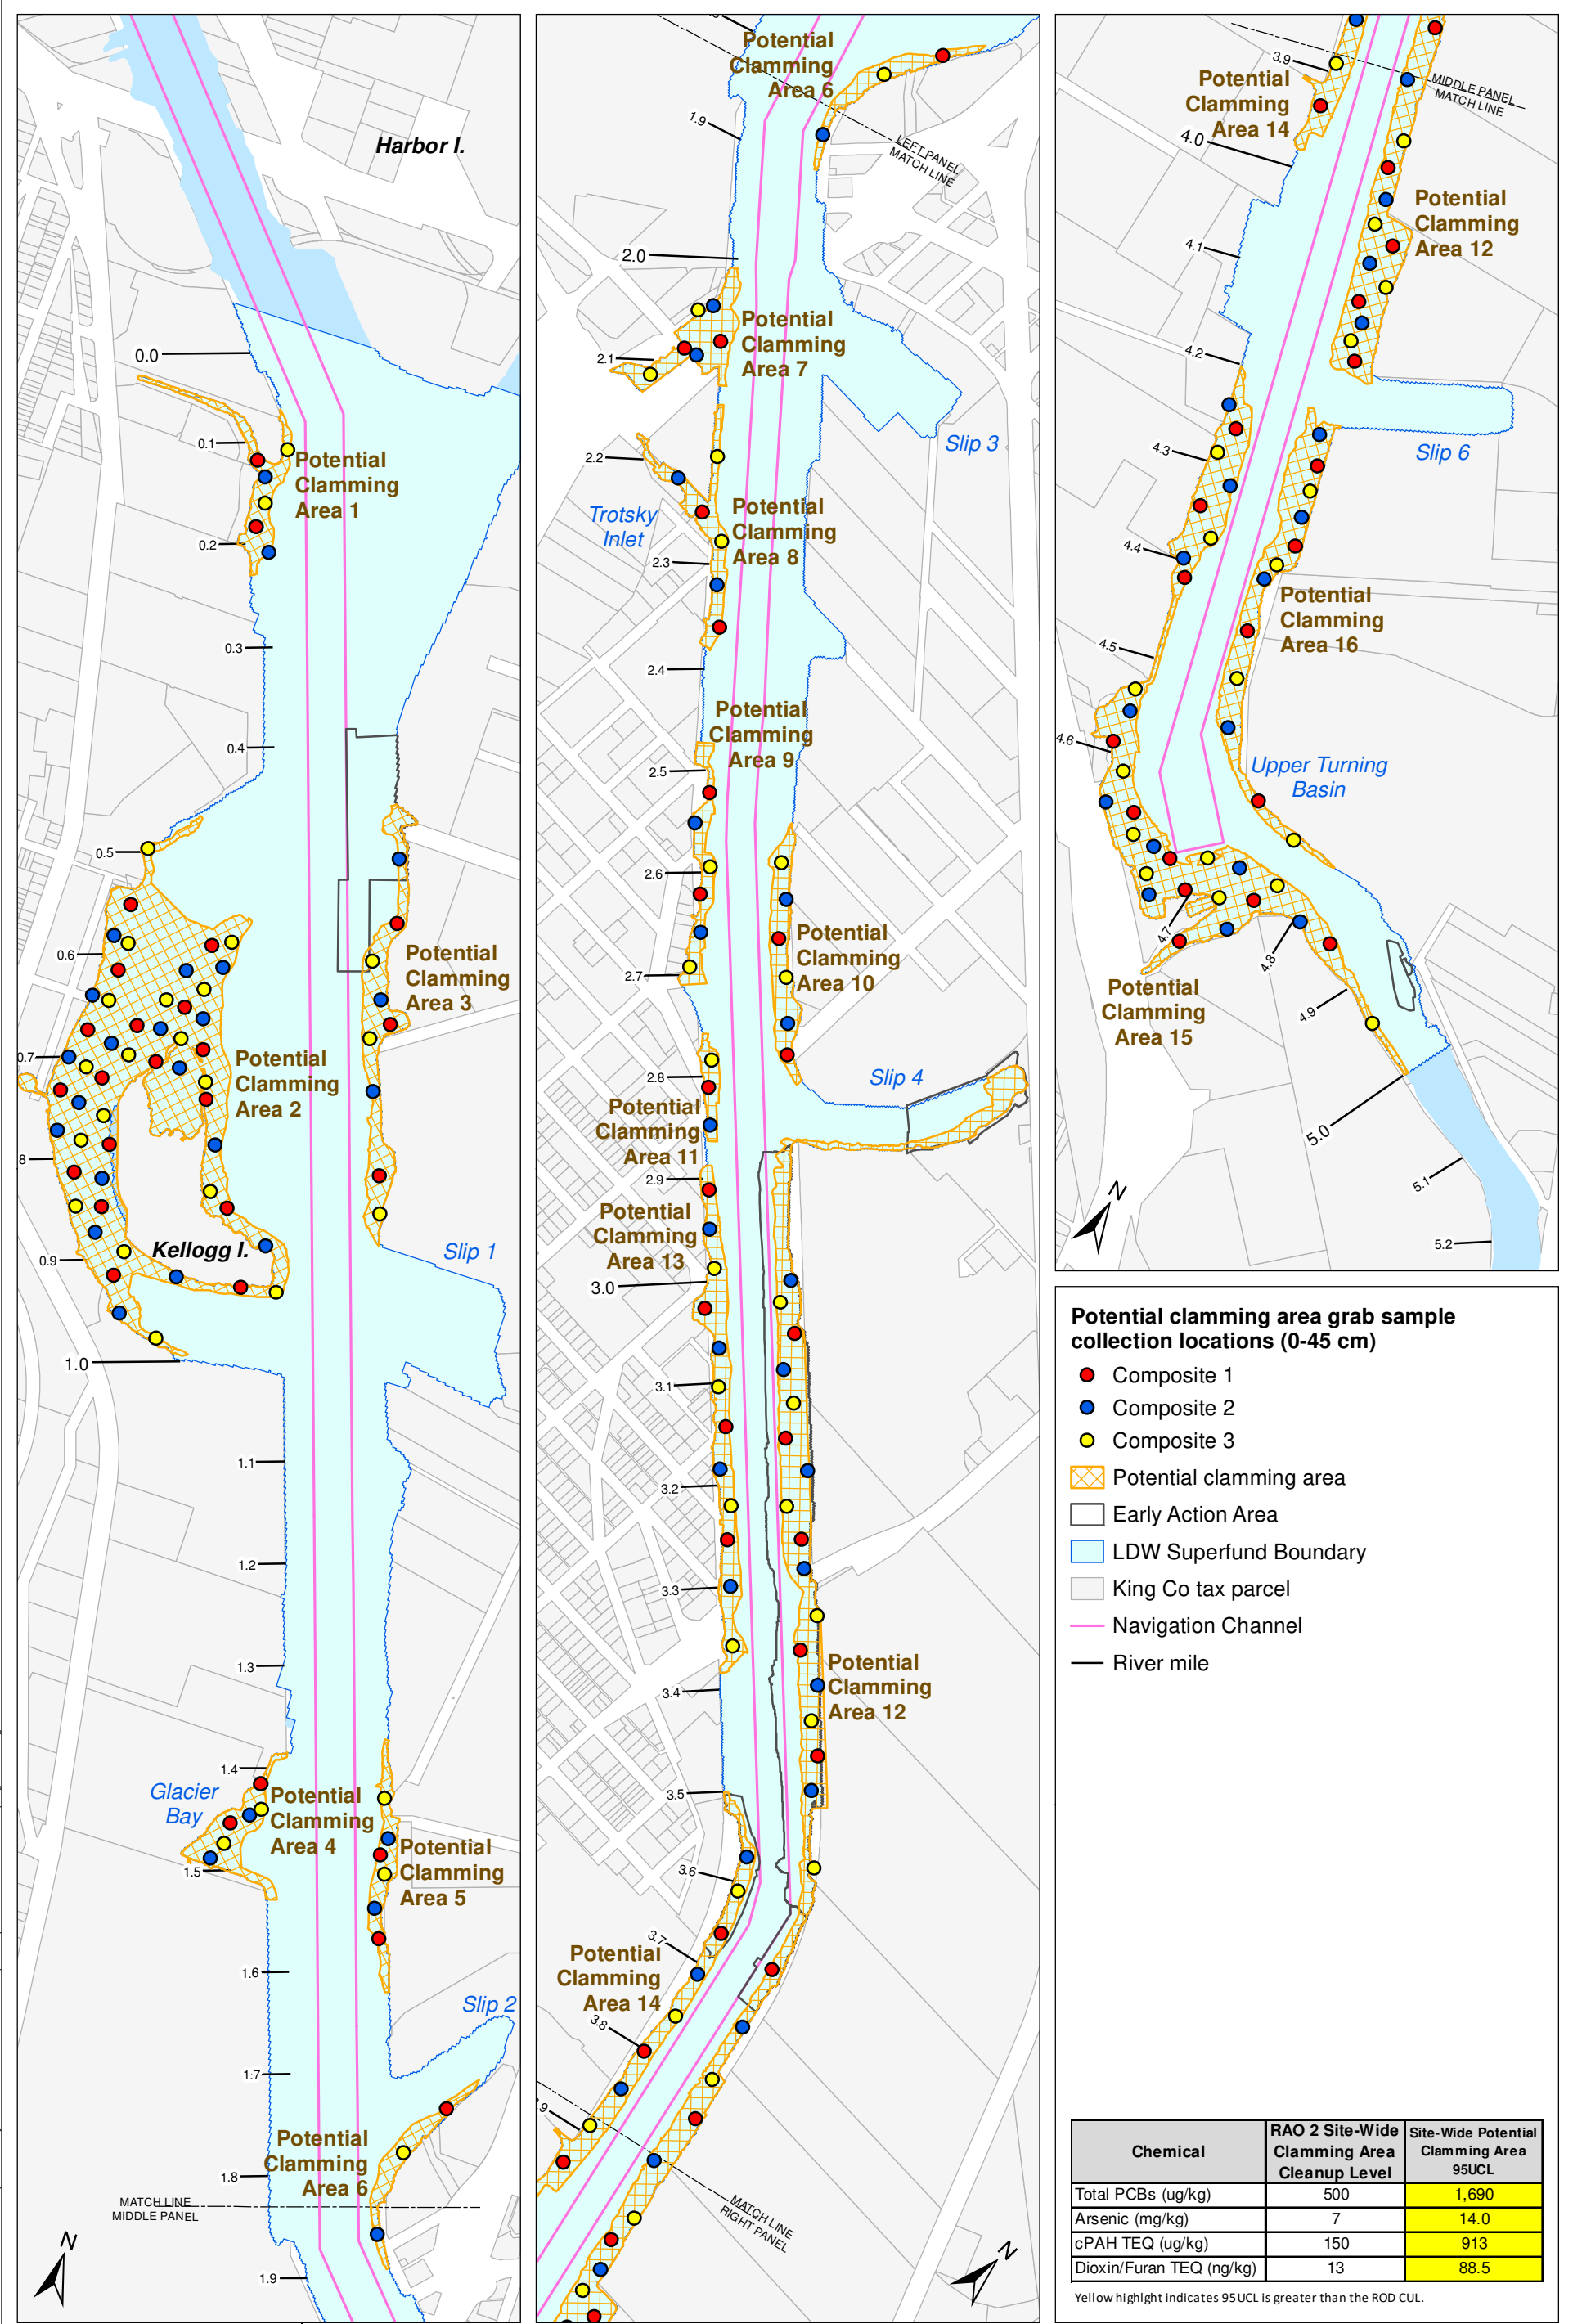 Harbor I.
0.0
0.1
Potential
Clamming
Area 1
0.2
0.3
0.4
0.5
0.6
Potential
Clamming
Area 3
0.7
Potential
Clamming
Area 2
8
Kellogg I.
0.9
Slip 1
1.0
1.1
1.2
1.3
1.4
Glacier
Bay
Potential
Clamming
Area 4
1.5
Potential
Clamming
Area 5
1.6
Slip 2
1.7
Potential
Clamming
Area 6
1.8
MATCH LINE
MIDDLE PANEL
N
1.9
Potential
Clamming
Area 6
1.9
LEFT PANEL
MATCH LINE
2.0
Potential
Clamming
Area 7
2.1
Slip 3
2.2
Trotsky
Inlet
Potential
Clamming
Area 8
2.3
2.4
Potential
Clamming
Area 9
2.5
2.6
Potential
Clamming
Area 10
2.7
2.8
Slip 4
Potential
Clamming
Area 11
2.9
Potential
Clamming
Area 13
3.0
3.1
3.2
3.3
Potential
Clamming
Area 12
3.4
3.5
3.6
3.7
Potential
Clamming
Area 14
3.8
.9
MATCH LINE
RIGHT PANEL
N
3.9
MIDDLE PANEL
MATCH LINE
Potential
Clamming
Area 14
4.0
Potential
Clamming
Area 12
4.1
4.2
4.3
Slip 6
4.4
Potential
Clamming
Area 16
4.5
4.6
Upper Turning
Basin
4.7
4.8
Potential
Clamming
Area 15
4.9
5.0
5.1
N
5.2
Potential clamming area grab sample
collection locations (0-45 cm)
Composite 1
Composite 2
Composite 3
Potential clamming area
Early Action Area
LDW Superfund Boundary
King Co tax parcel
Navigation Channel
River mile
Chemical RAO 2 Site-Wide Clamming Area Cleanup Level Site-Wide Potential Clamming Area 95UCL
Total PCBs (ug/kg) 500 1,690
Arsenic (mg/kg) 7 14.0
cPAH TEQ (ug/kg) 150 913
Dioxin/Furan TEQ (ng/kg) 13 88.5
Yellow highlght indicates 95UCL is greater than the ROD CUL.